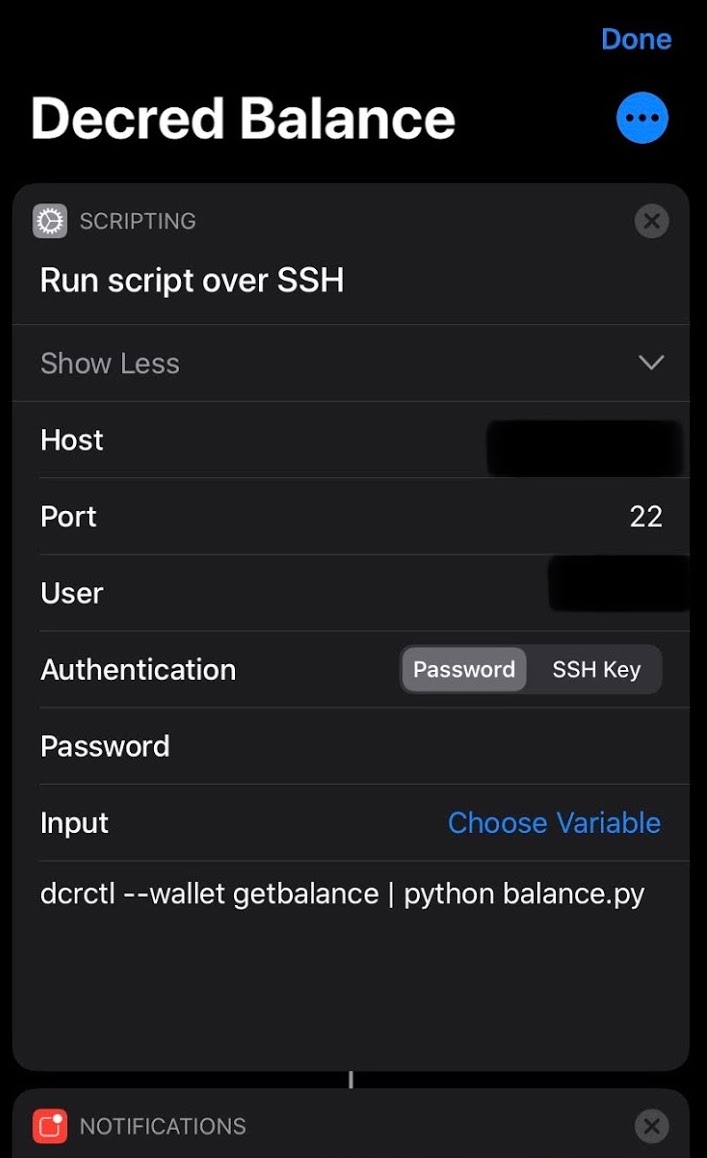 Done
Decred Balance
SCRIPTING
Run script over SSH
Show Less
Host
Port 22
User
Authentication Password SSH Key
Password
Input Choose Variable
dcrctl --wallet getbalance | python balance.py
NOTIFICATIONS